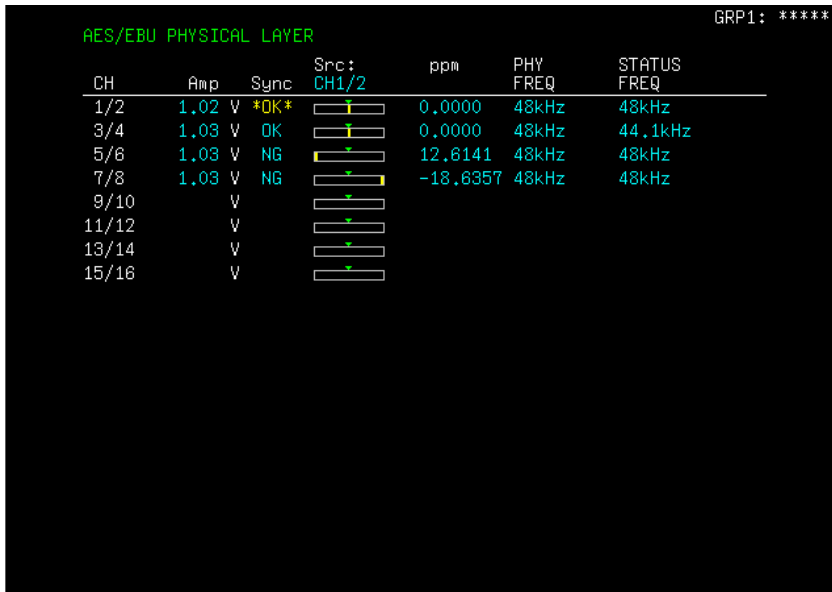 GRP1: *****
AES/EBU PHYSICAL LAYER
Src: ppm PHY STATUS
CH Amp Sync CH1/2 FREQ FREQ
1/2 1.02 V *OK* 0.0000 48kHz 48kHz
3/4 1.03 V OK 0.0000 48kHz 44.1kHz
5/6 1.03 V NG 12.6141 48kHz 48kHz
7/8 1.03 V NG -18.6357 48kHz 48kHz
9/10 V
11/12 V
13/14 V
15/16 V